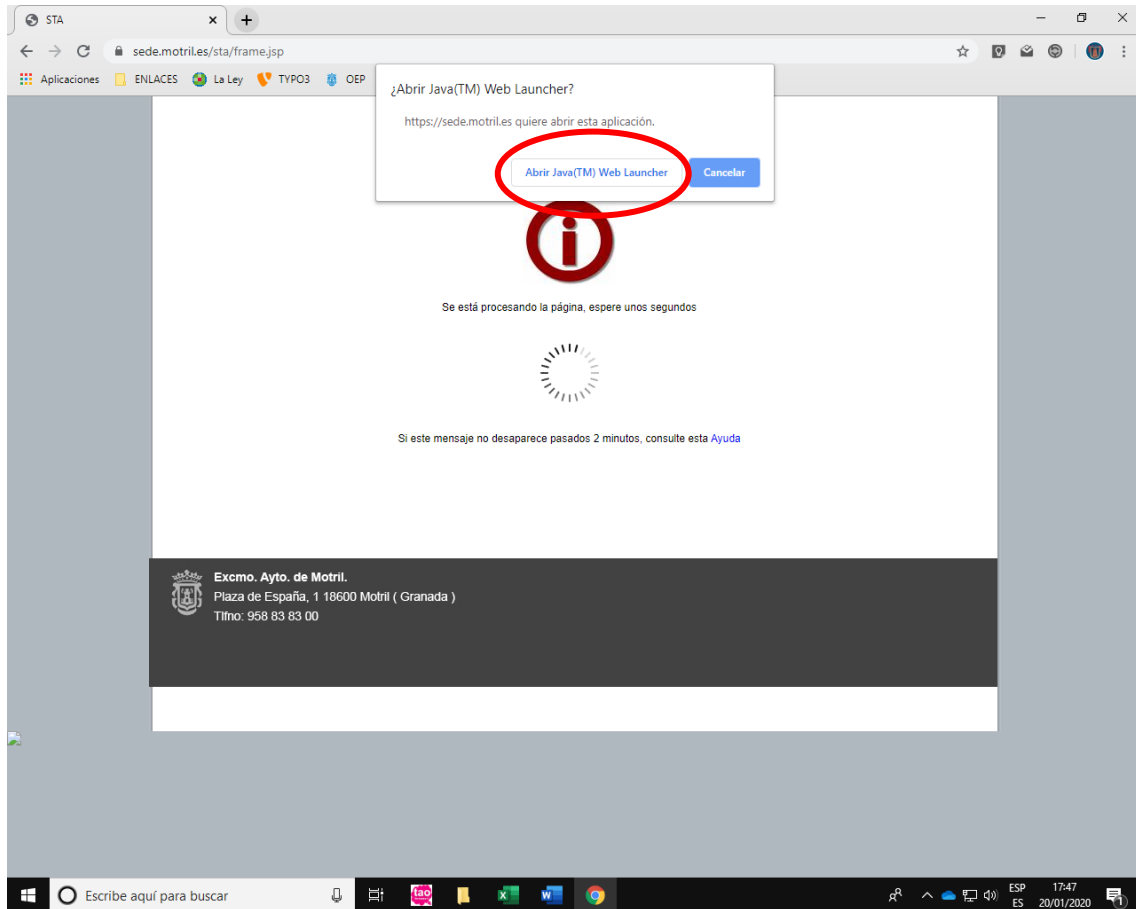 STA
sede.motril.es/sta/frame.jsp
Aplicaciones ENLACES La Ley TYPO3 OEP
¿Abrir Java(TM) Web Launcher?
https://sede.motril.es quiere abrir esta aplicación.
Abrir Java(TM) Web Launcher Cancelar
Se está procesando la página, espere unos segundos
Si este mensaje no desaparece pasados 2 minutos, consulte esta Ayuda
Excmo. Ayto. de Motril.
Plaza de España, 1 18600 Motril ( Granada )
Tlfno: 958 83 83 00
Escribe aquí para buscar
tao
ESP
ES
17:47
20/01/2020
1